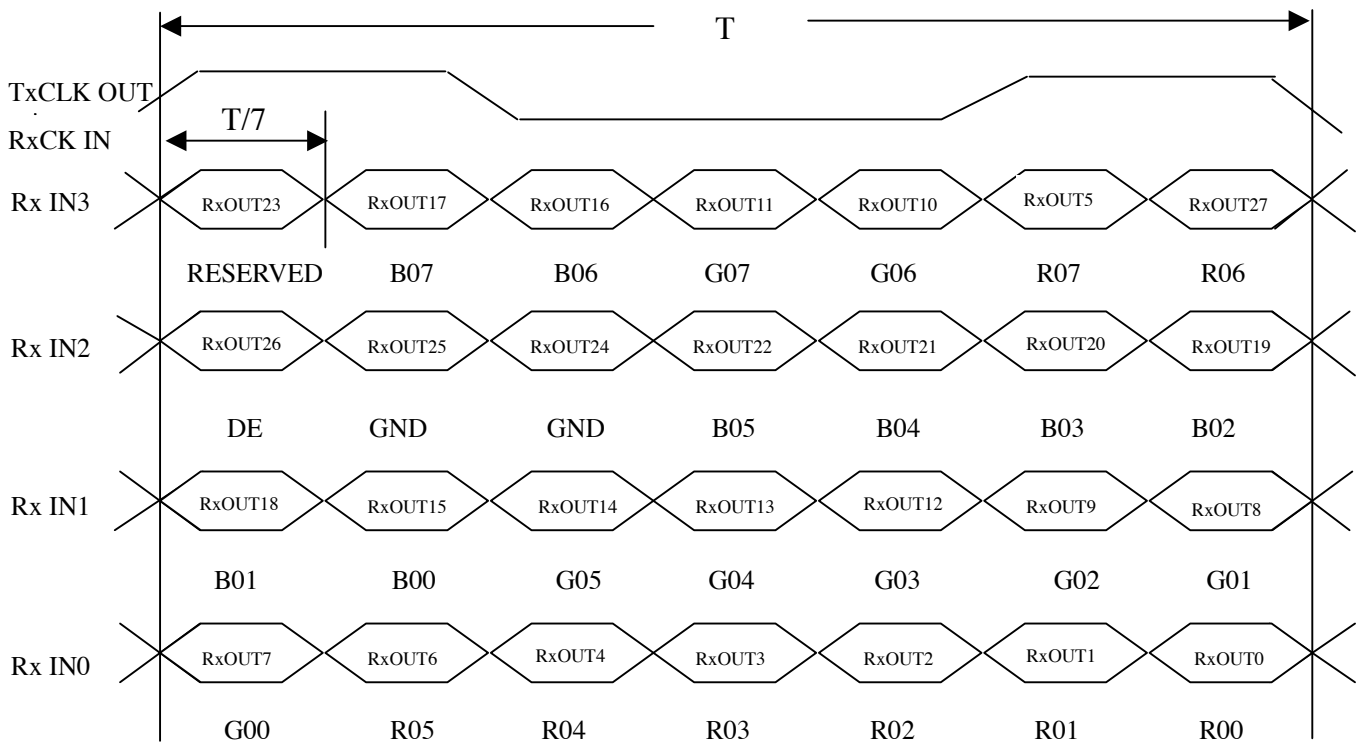 T
TxCLK OUT
T/7
RxCK IN
Rx IN3 RxOUT23 RxOUT17 RxOUT16 RxOUT11 RxOUT10 RxOUT5 RxOUT27
RESERVED B07 B06 G07 G06 R07 R06
Rx IN2 RxOUT26 RxOUT25 RxOUT24 RxOUT22 RxOUT21 RxOUT20 RxOUT19
DE GND GND B05 B04 B03 B02
Rx IN1 RxOUT18 RxOUT15 RxOUT14 RxOUT13 RxOUT12 RxOUT9 RxOUT8
B01 B00 G05 G04 G03 G02 G01
Rx IN0 RxOUT7 RxOUT6 RxOUT4 RxOUT3 RxOUT2 RxOUT1 RxOUT0
G00 R05 R04 R03 R02 R01 R00